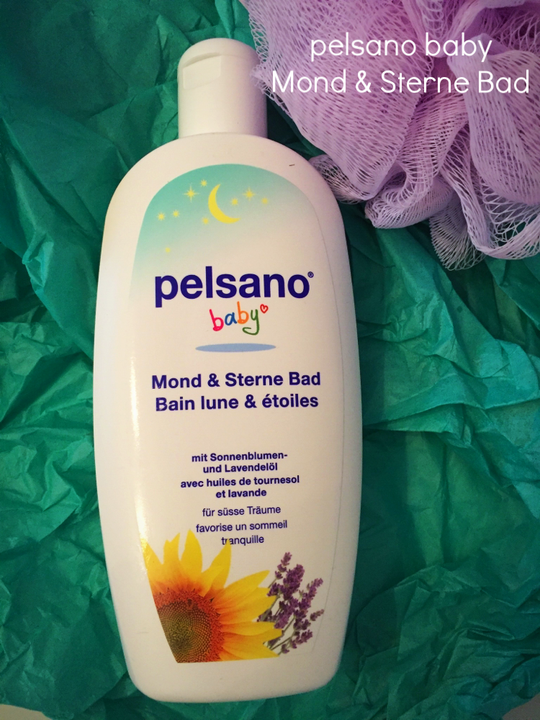 pelsano baby
Mond & Sterne Bad
pelsano®
baby
Mond & Sterne Bad
Bain lune & étoiles
mit Sonnenblumen-
und Lavendelöl
avec huiles de tournesol
et lavande
für süsse Träume
favorise un sommeil
tranquille